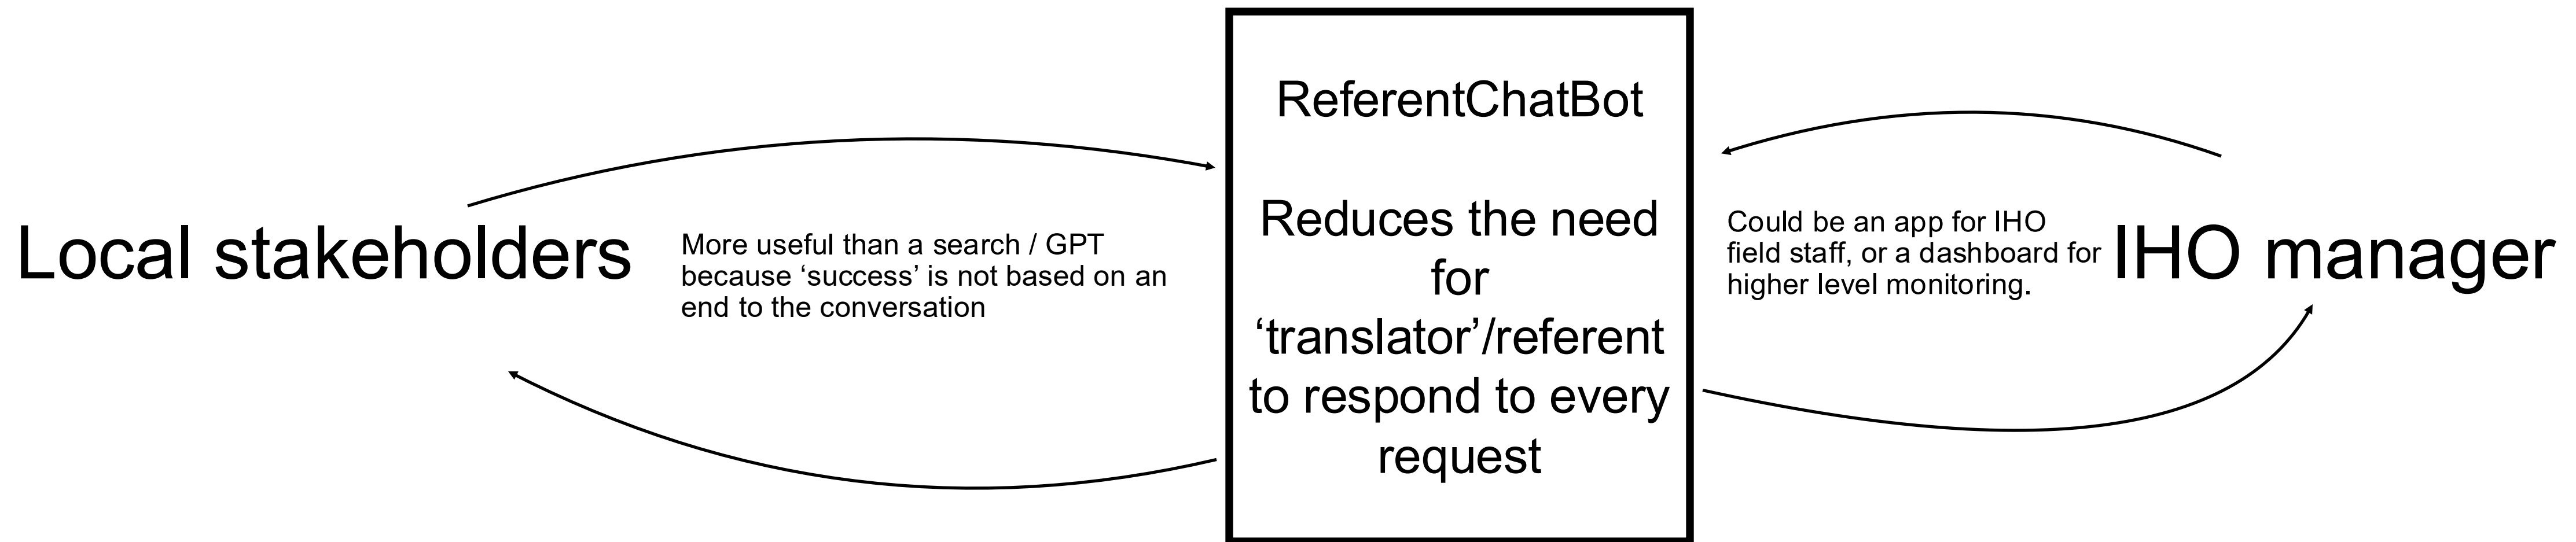 Local stakeholders
More useful than a search / GPT
because ‘success’ is not based on an
end to the conversation
ReferentChatBot
Reduces the need
for
‘translator’/referent
to respond to every
request
Could be an app for IHO
field staff, or a dashboard for
higher level monitoring.
IHO manager